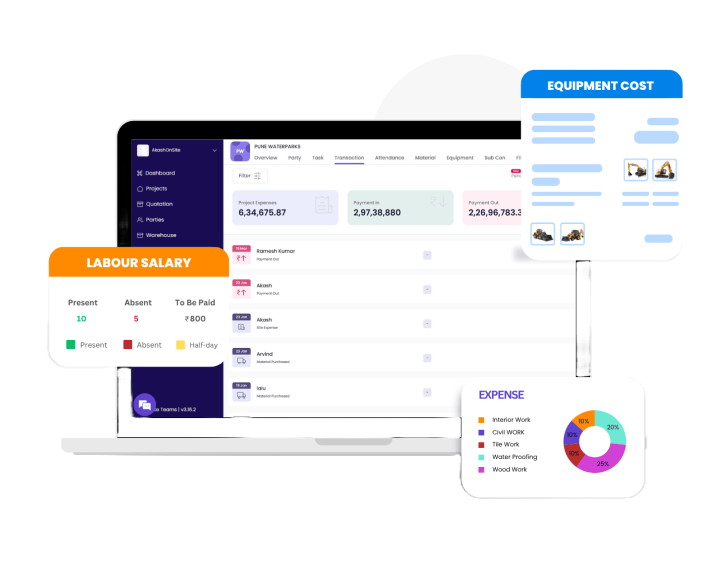 EQUIPMENT COST
AkashOnSite
PW
PUNE WATERPARKS
Overview Party Task Transaction Attendance Material Equipment Sub Con
Dashboard
Filter
Projects
Quotation
Parties
Warehouse
Project Expenses
6,34,675.87
Payment In
2,97,38,880
Payment Out
2,26,96,783.3
Ramesh Kumar
Payment Out
Akash
Payment Out
Akash
Site Expense
Arvind
Material Purchased
lalu
Material Purchased
Teams | v3.16.2
LABOUR SALARY
Present Absent To Be Paid
10 5 ₹800
Present Absent Half-day
EXPENSE
Interior Work
Civil WORK
Tile Work
Water Proofing
Wood Work
10%
20%
10%
10%
25%